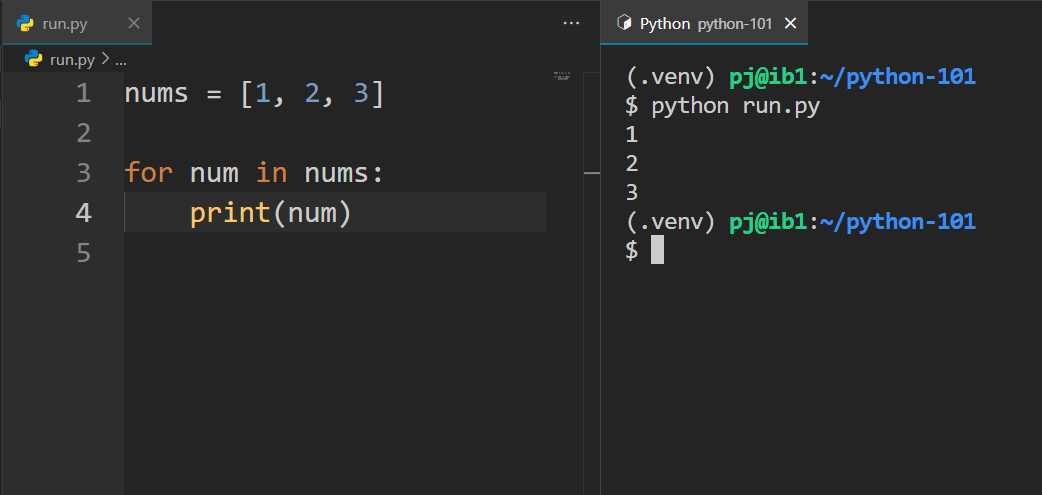 run.py
run.py > ...
1 nums = [1, 2, 3]
2
3 for num in nums:
4     print(num)
5
Python python-101
(.venv) pj@ib1:~/python-101
$ python run.py
1
2
3
(.venv) pj@ib1:~/python-101
$